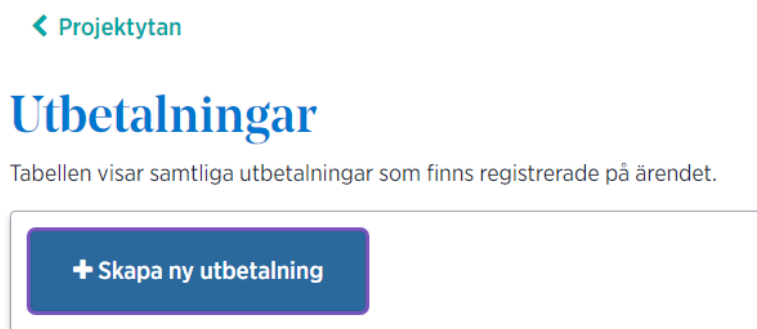 Projektytan
Utbetalningar
Tabellen visar samtliga utbetalningar som finns registrerade på ärendet.
+ Skapa ny utbetalning